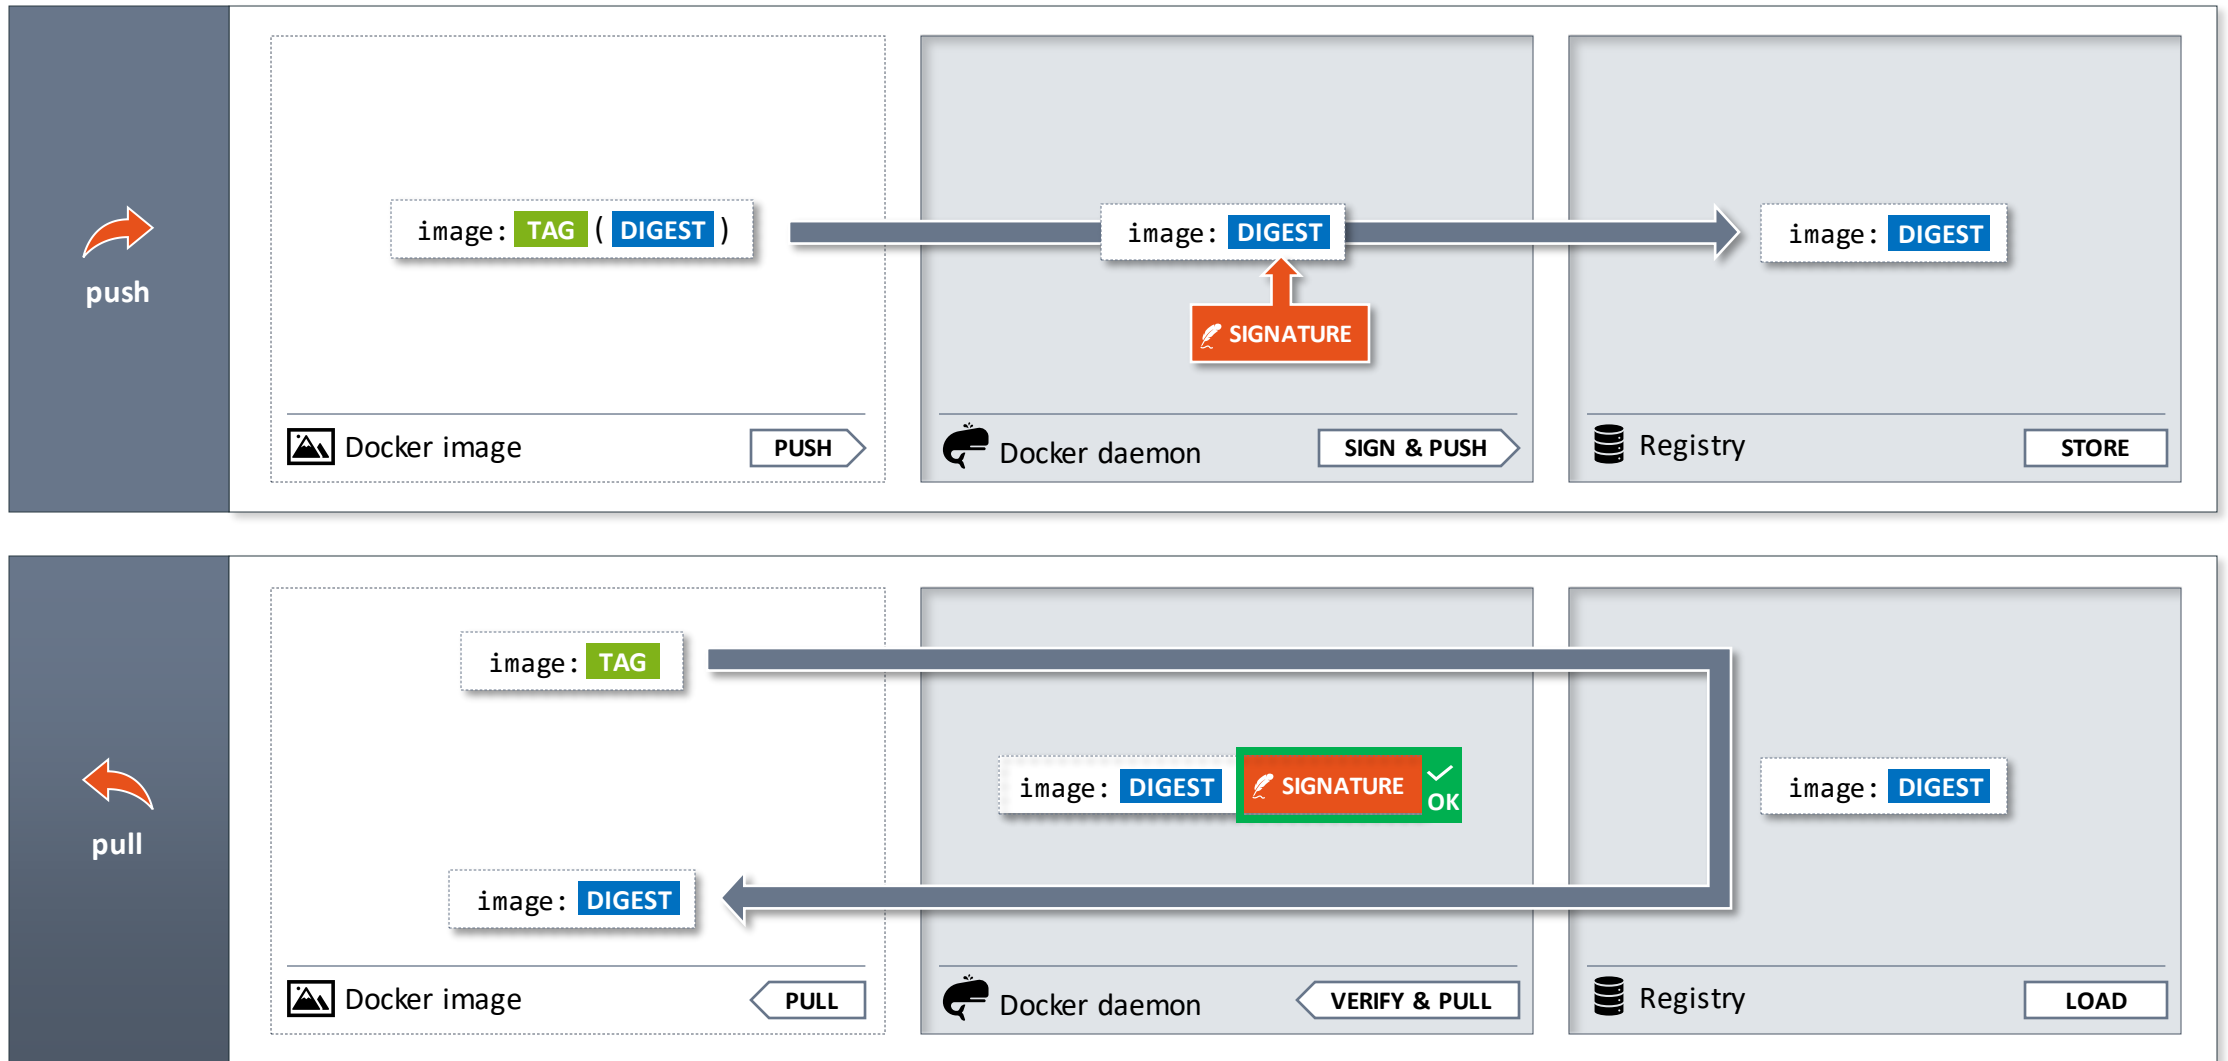 push
image: TAG ( DIGEST )
image: DIGEST
SIGNATURE
image: DIGEST
Docker image
PUSH
Docker daemon
SIGN & PUSH
Registry
STORE
pull
image: TAG
image: DIGEST
SIGNATURE
OK
image: DIGEST
image: DIGEST
Docker image
PULL
Docker daemon
VERIFY & PULL
Registry
LOAD